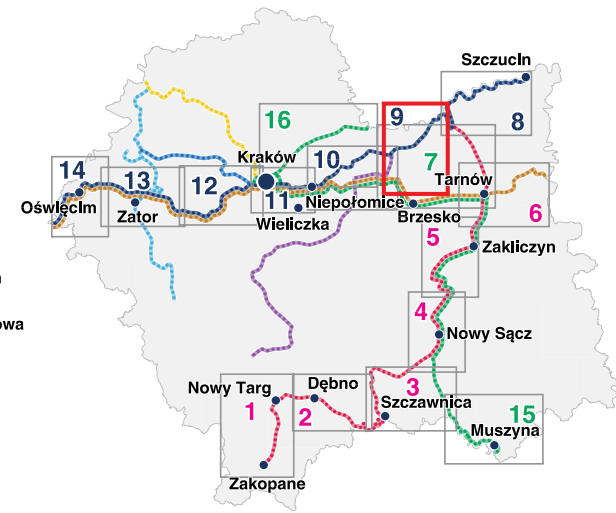 Szczucin
9
8
16
7
Kraków
10
14
13
12
11
Tarnów
Oświęcim
Zator
Niepołomice
Brzesko
6
Wieliczka
5
Zakliczyn
owa
4
Nowy Sącz
Nowy Targ
Dębno
3
1
2
Szczawnica
15
Muszyna
Zakopane